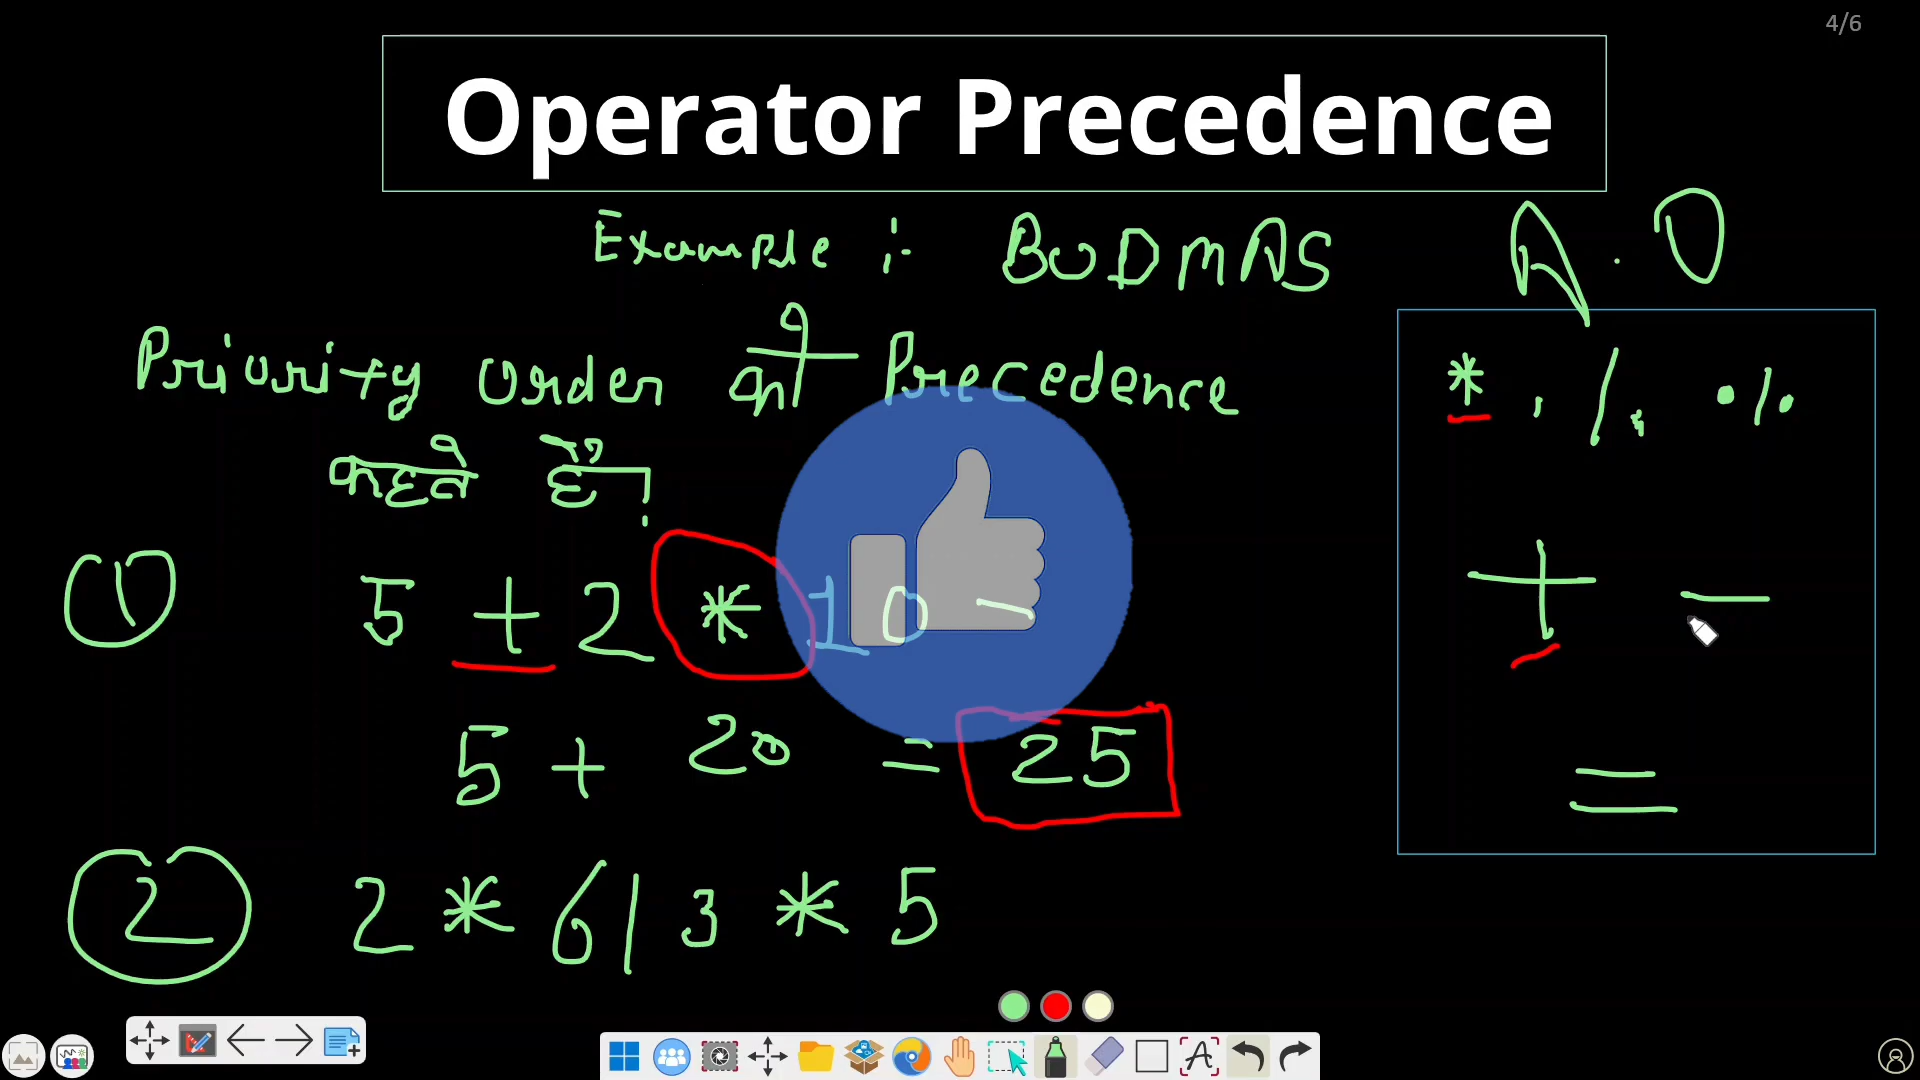 4/6
Operator Precedence
Example :- BODMAS
A.O
Priority order को Precedence
कहते हैं।
* , / , %
+ -
=
① 5 + 2 * 10 -
5 + 20 = 25
② 2 * 6 / 3 * 5